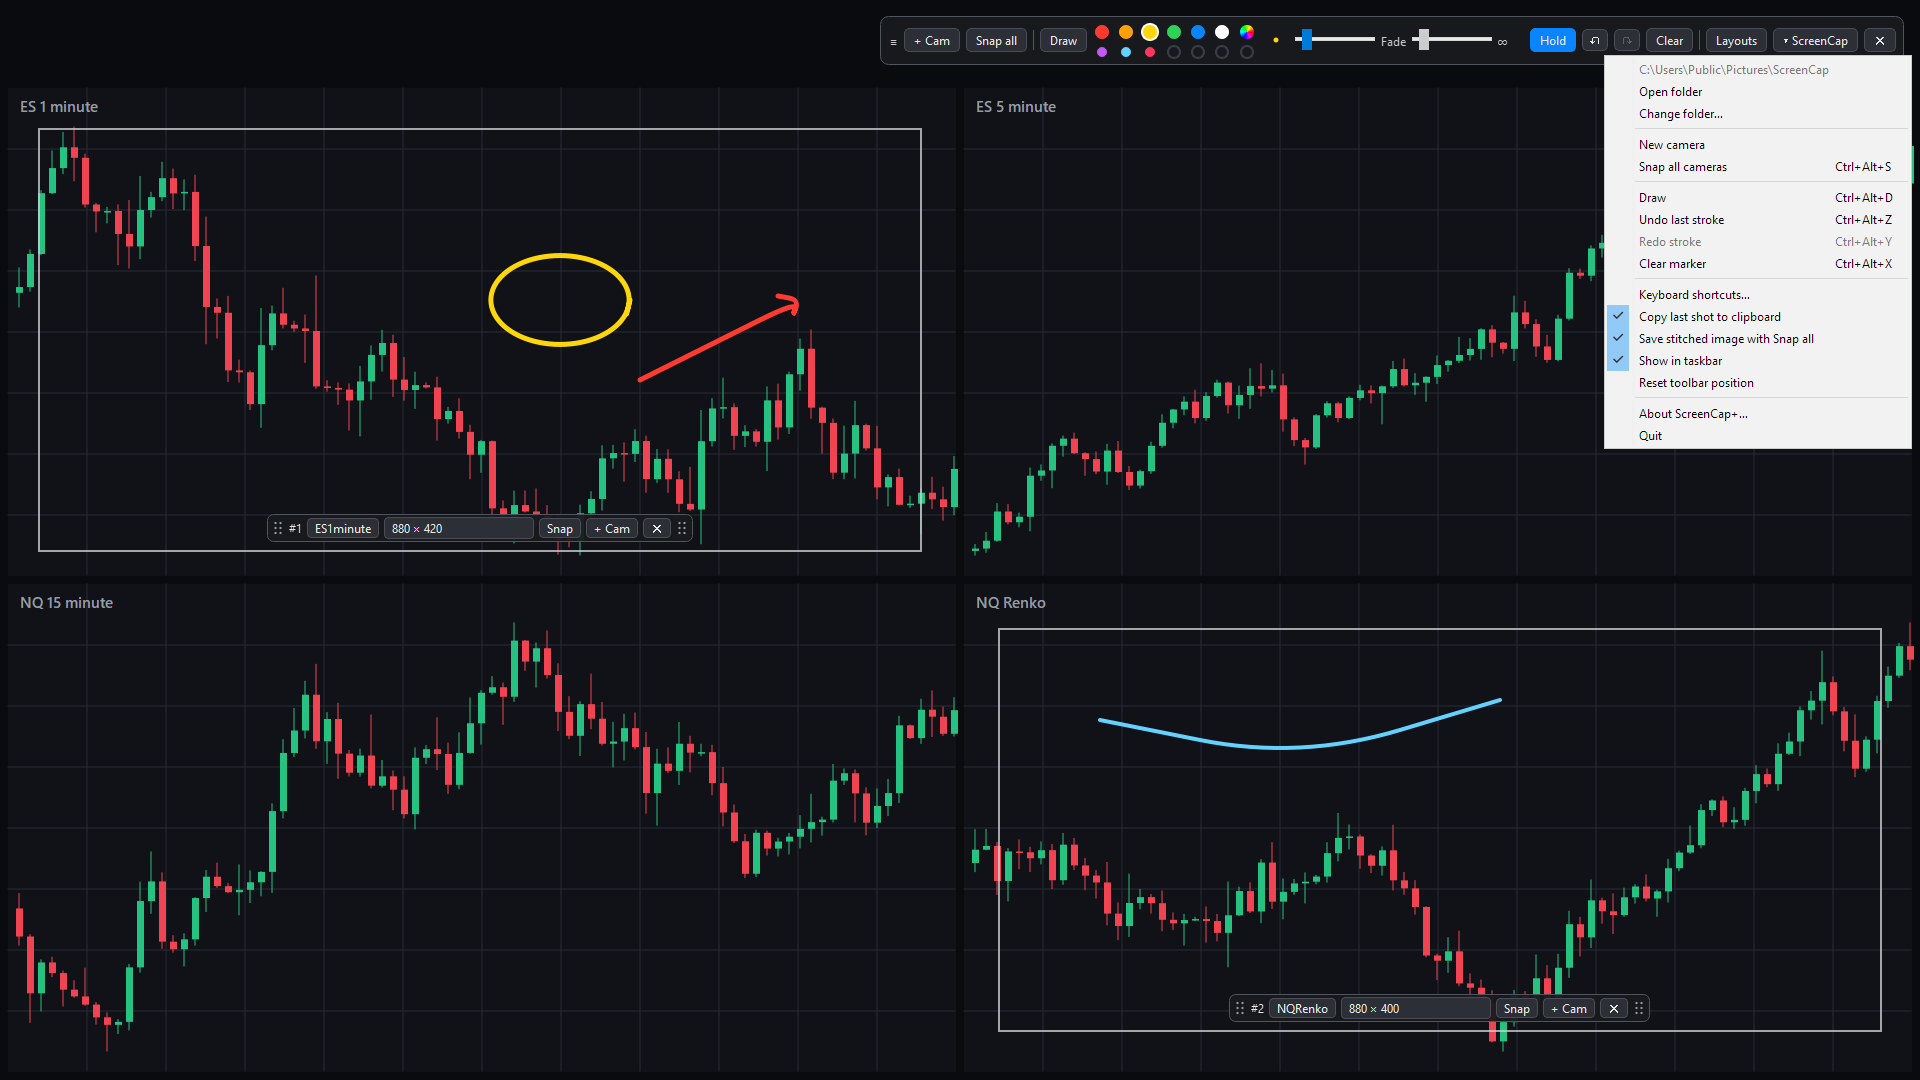 ≡ + Cam Snap all Draw Fade ∞ Hold Clear Layouts ▾ ScreenCap ✕
C:\Users\Public\Pictures\ScreenCap
Open folder
Change folder...
New camera
Snap all cameras Ctrl+Alt+S
Draw Ctrl+Alt+D
Undo last stroke Ctrl+Alt+Z
Redo stroke Ctrl+Alt+Y
Clear marker Ctrl+Alt+X
Keyboard shortcuts...
Copy last shot to clipboard
Save stitched image with Snap all
Show in taskbar
Reset toolbar position
About ScreenCap+...
Quit
ES 1 minute
ES 5 minute
#1 ES1minute 880 × 420 Snap + Cam ✕
NQ 15 minute
NQ Renko
#2 NQRenko 880 × 400 Snap + Cam ✕